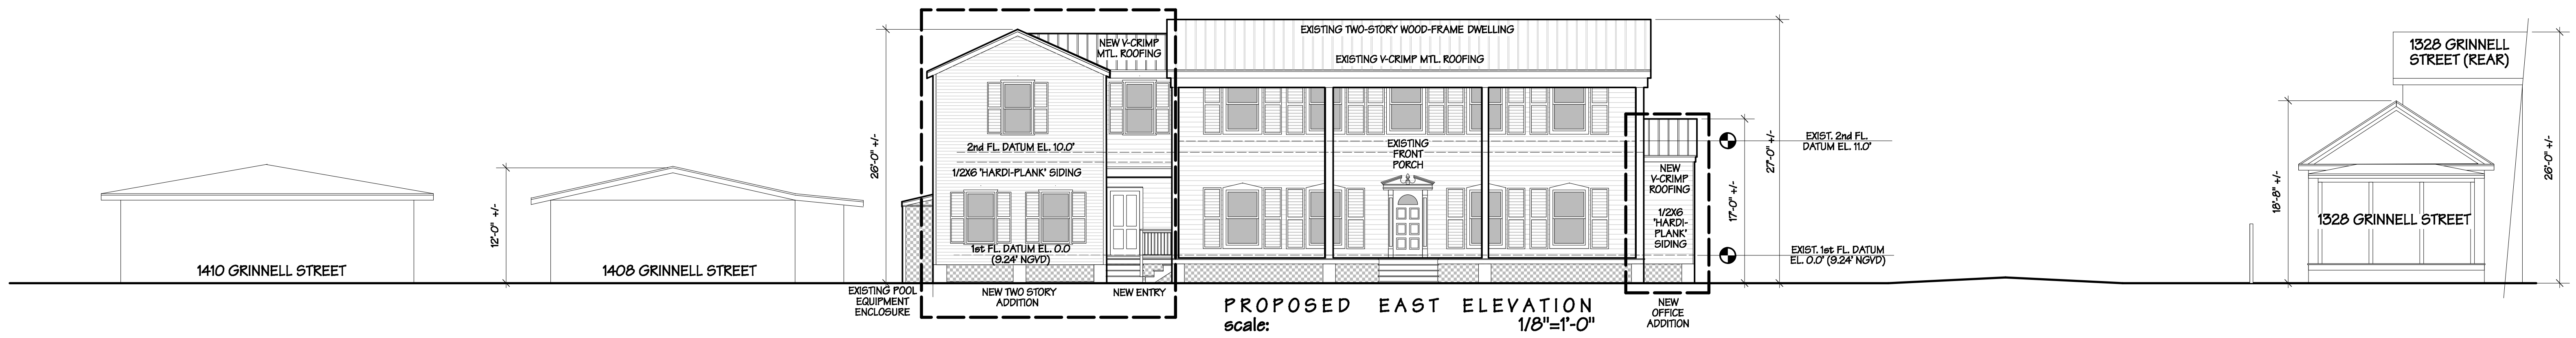 1410 GRINNELL STREET
12'-0" +/-
1408 GRINNELL STREET
EXISTING POOL
EQUIPMENT
ENCLOSURE
26'-0" +/-
NEW V-CRIMP
MTL. ROOFING
2nd FL. DATUM EL. 10.0'
1/2X6 "HARDI-PLANK" SIDING
1st FL. DATUM EL. 0.0
(9.24' NGVD)
NEW TWO STORY
ADDITION
NEW ENTRY
EXISTING TWO-STORY WOOD-FRAME DWELLING
EXISTING V-CRIMP MTL. ROOFING
EXISTING
FRONT
PORCH
PROPOSED EAST ELEVATION
scale: 1/8"=1'-0"
NEW
V-CRIMP
ROOFING
1/2X6
"HARDI-
PLANK"
SIDING
NEW
OFFICE
ADDITION
17'-0" +/-
27'-0" +/-
EXIST. 2nd FL.
DATUM EL. 11.0'
EXIST. 1st FL. DATUM
EL. 0.0' (9.24' NGVD)
18'-8" +/-
1328 GRINNELL STREET
1328 GRINNELL
STREET (REAR)
26'-0" +/-